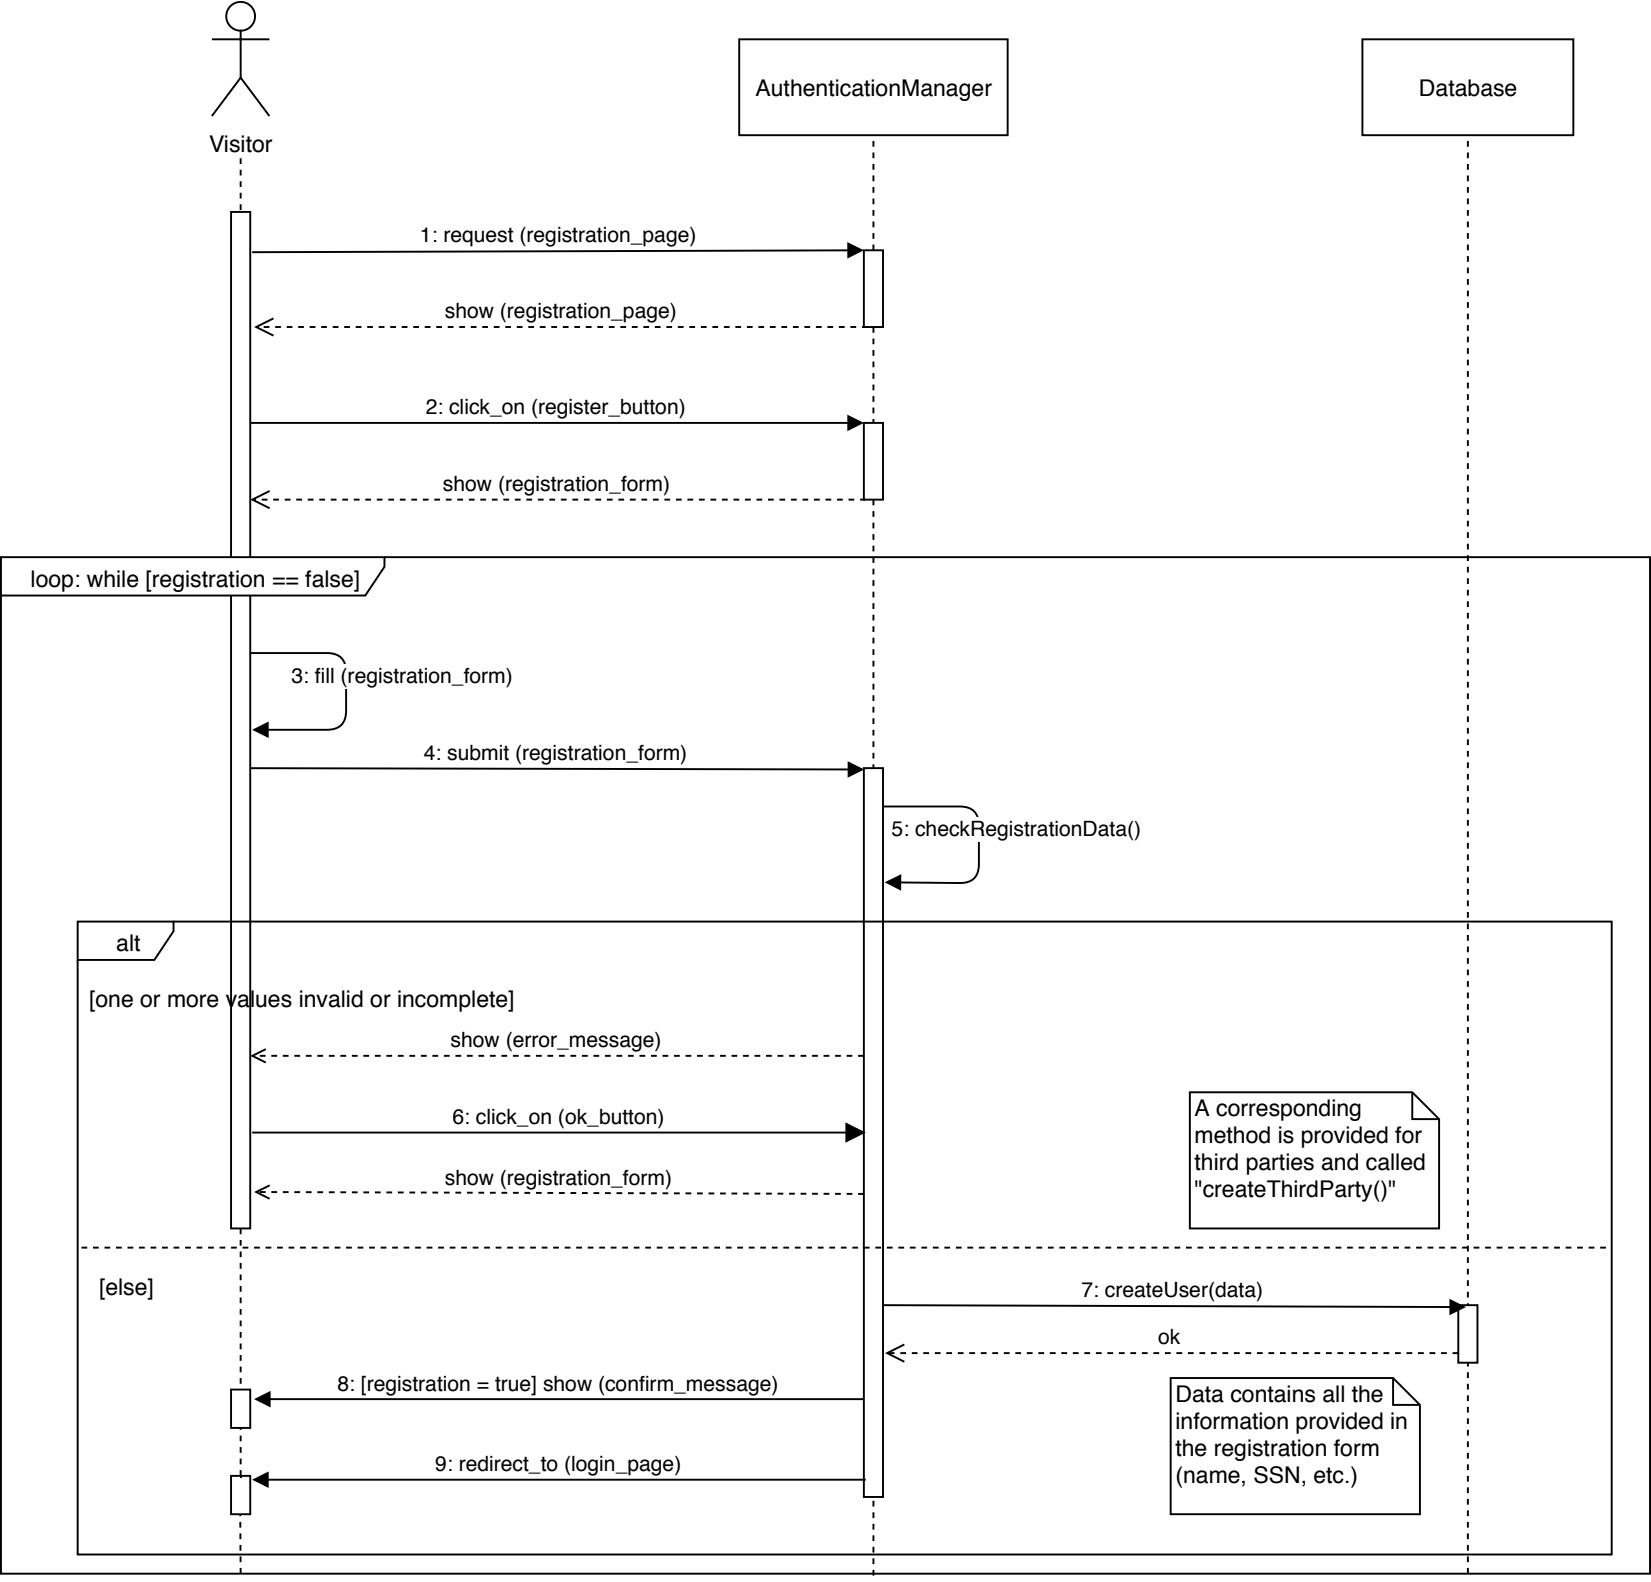 Visitor
AuthenticationManager
Database
1: request (registration_page)
show (registration_page)
2: click_on (register_button)
show (registration_form)
loop: while [registration == false]
3: fill (registration_form)
4: submit (registration_form)
5: checkRegistrationData()
alt
[one or more values invalid or incomplete]
show (error_message)
6: click_on (ok_button)
show (registration_form)
A corresponding
method is provided for
third parties and called
"createThirdParty()"
[else]
7: createUser(data)
ok
8: [registration = true] show (confirm_message)
9: redirect_to (login_page)
Data contains all the
information provided in
the registration form
(name, SSN, etc.)